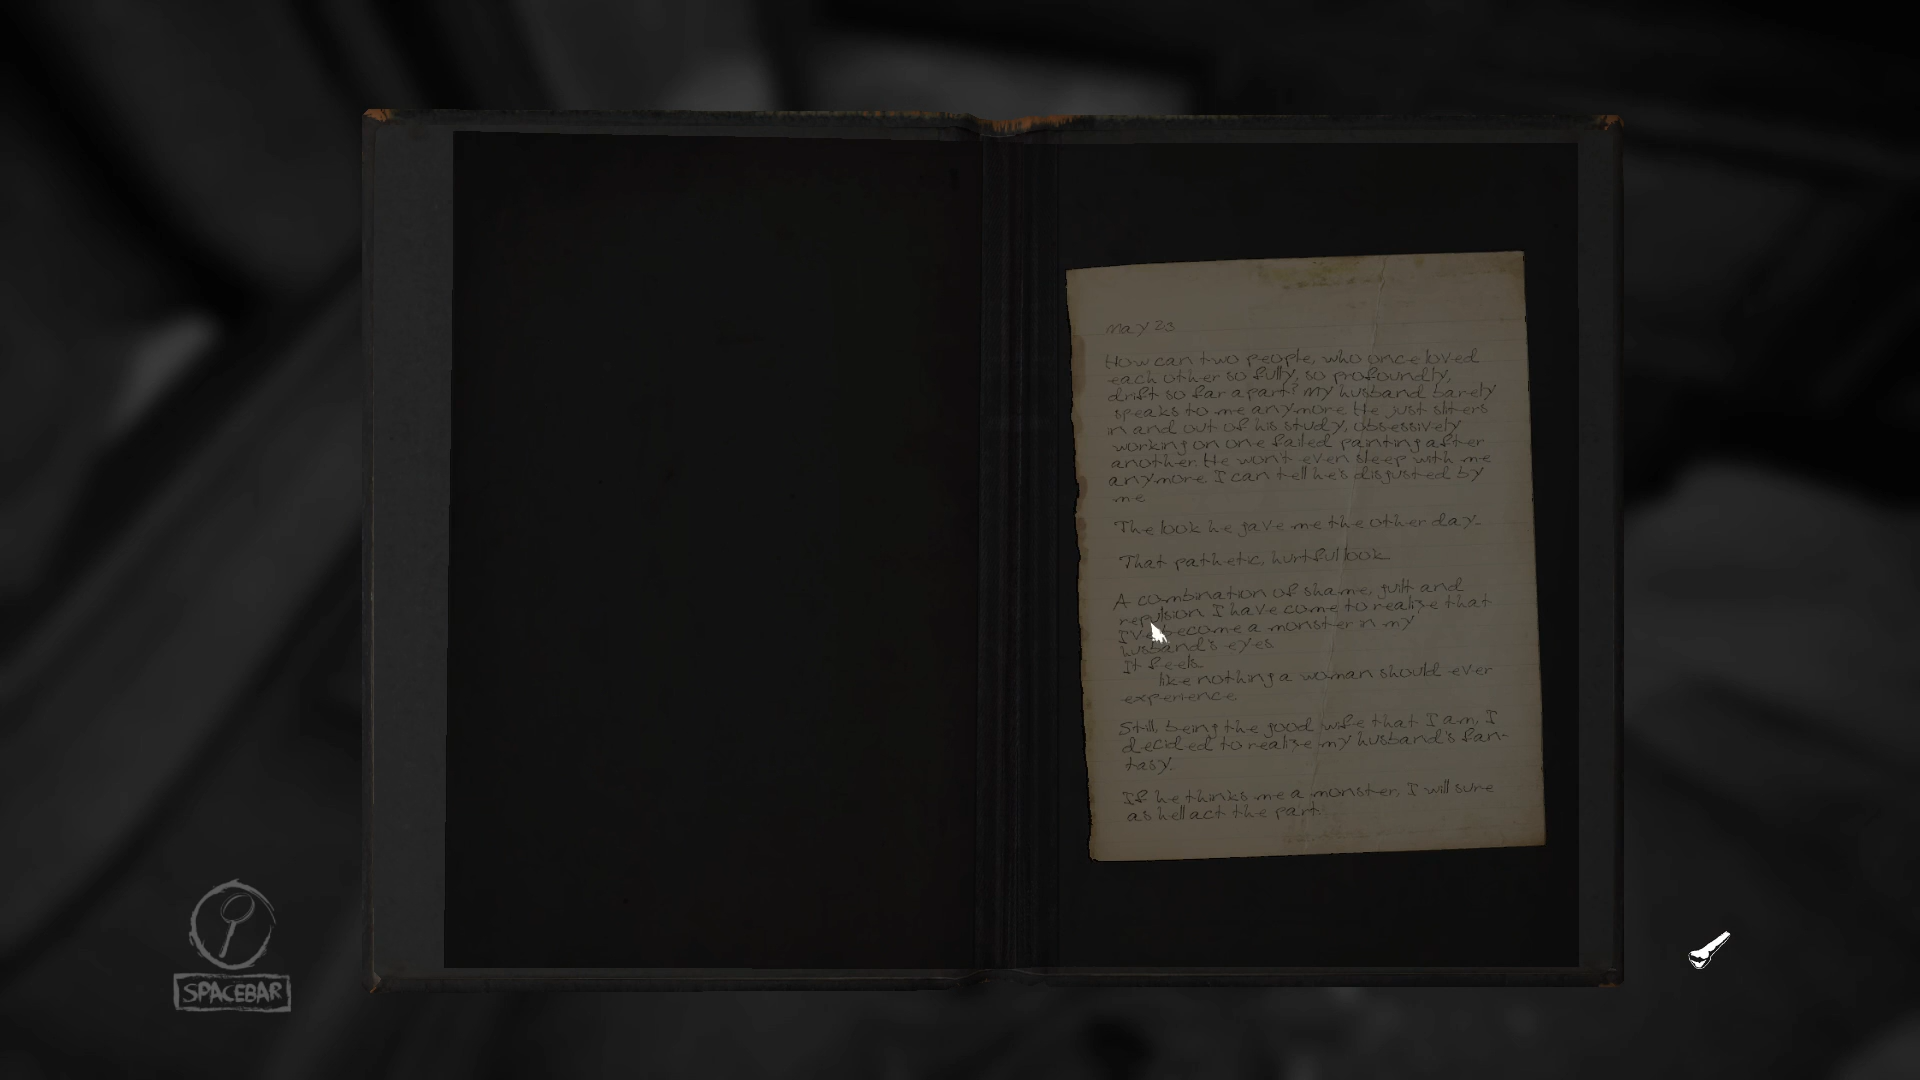 May 23
How can two people, who once loved
each other so fully, so profoundly,
drift so far apart? My husband barely
speaks to me anymore. He just slithers
in and out of his study, obsessively
working on one failed painting after
another. He won't even sleep with me
anymore. I can tell he's disgusted by
me
The look he gave me the other day.
That pathetic, hurtful look.
A combination of shame, guilt and
repulsion. I have come to realize that
I've become a monster in my
husband's eyes
It feels
like nothing a woman should ever
experience
Still, being the good wife that I am, I
decided to realize my husband's fan-
tasy.
If he thinks me a monster, I will sure
as hell act the part.
SPACEBAR